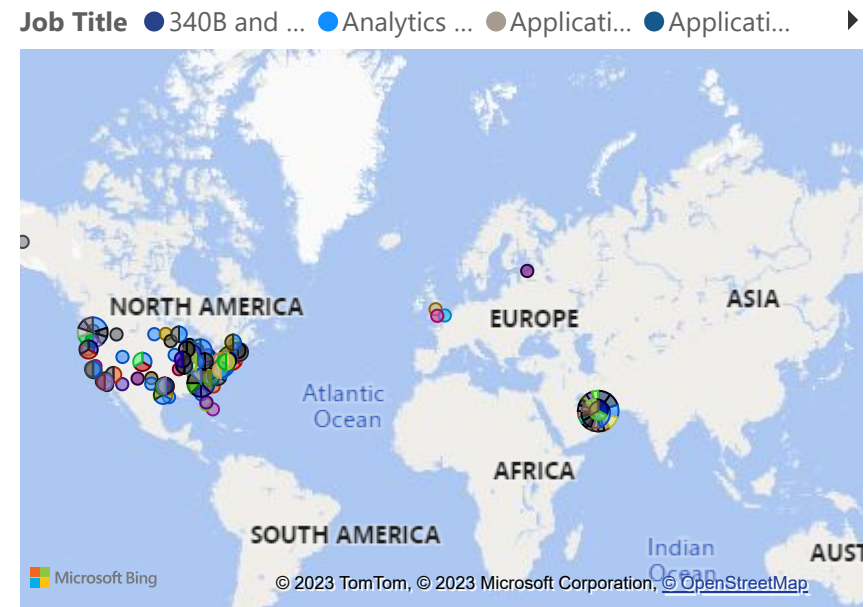 Job Title 340B and ... Analytics ... Applicati... Applicati...
NORTH AMERICA
EUROPE
ASIA
Atlantic
Ocean
AFRICA
SOUTH AMERICA
Indian
Ocean
AUST
Microsoft Bing
© 2023 TomTom, © 2023 Microsoft Corporation, © OpenStreetMap